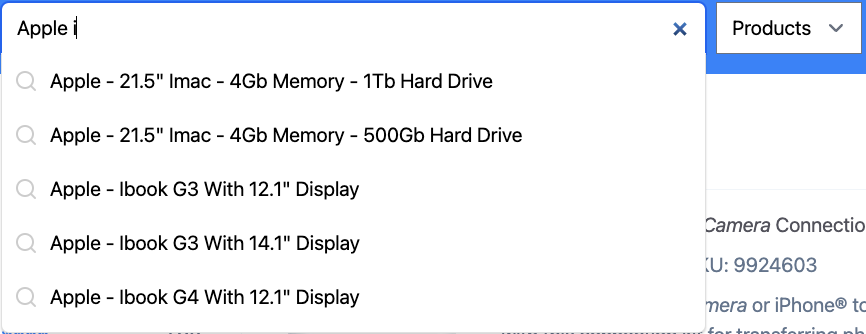 Apple i
Products
Apple - 21.5" Imac - 4Gb Memory - 1Tb Hard Drive
Apple - 21.5" Imac - 4Gb Memory - 500Gb Hard Drive
Apple - Ibook G3 With 12.1" Display
Apple - Ibook G3 With 14.1" Display
Apple - Ibook G4 With 12.1" Display
Camera Connectio
KU: 9924603
mera or iPhone® to